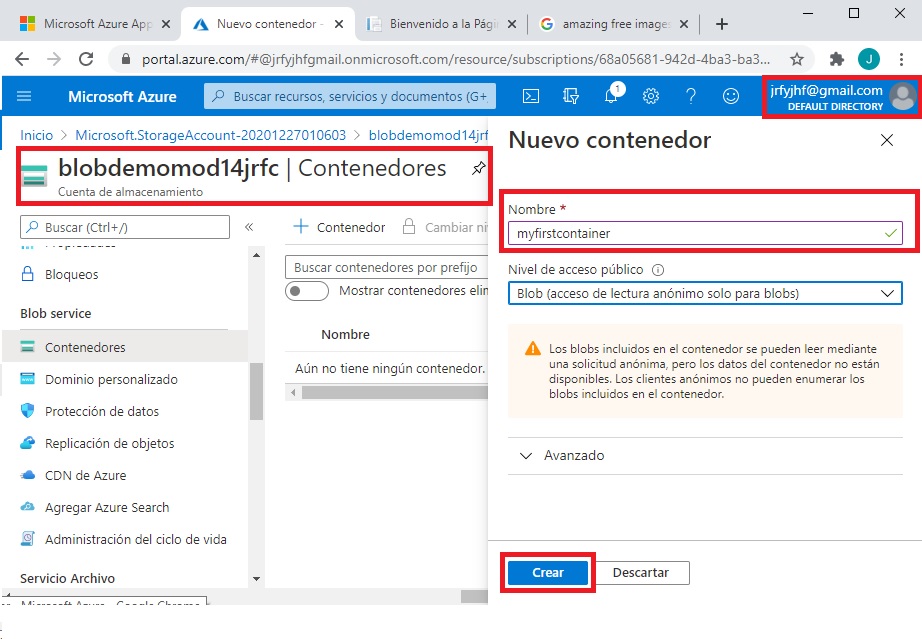 Microsoft Azure App
Nuevo contenedor -
Bienvenido a la Págin
amazing free images
portal.azure.com/#@jrfyjhfgmail.onmicrosoft.com/resource/subscriptions/68a05681-942d-4ba3-ba3...
J
Microsoft Azure
Buscar recursos, servicios y documentos (G+,
1
jrfyjhf@gmail.com
DEFAULT DIRECTORY
Inicio > Microsoft.StorageAccount-20201227010603 > blobdemomod14jrf
blobdemomod14jrfc | Contenedores
Cuenta de almacenamiento
Buscar (Ctrl+/)
«
Propiedades
Bloqueos
Blob service
Contenedores
Dominio personalizado
Protección de datos
Replicación de objetos
CDN de Azure
Agregar Azure Search
Administración del ciclo de vida
Servicio Archivo
Microsoft Azure - Google Chrome
+ Contenedor
Cambiar ni
Buscar contenedores por prefijo
Mostrar contenedores elin
Nombre
Aún no tiene ningún contenedor.
Nuevo contenedor
Nombre *
myfirstcontainer
Nivel de acceso público
Blob (acceso de lectura anónimo solo para blobs)
Los blobs incluidos en el contenedor se pueden leer mediante
una solicitud anónima, pero los datos del contenedor no están
disponibles. Los clientes anónimos no pueden enumerar los
blobs incluidos en el contenedor.
Avanzado
Crear
Descartar